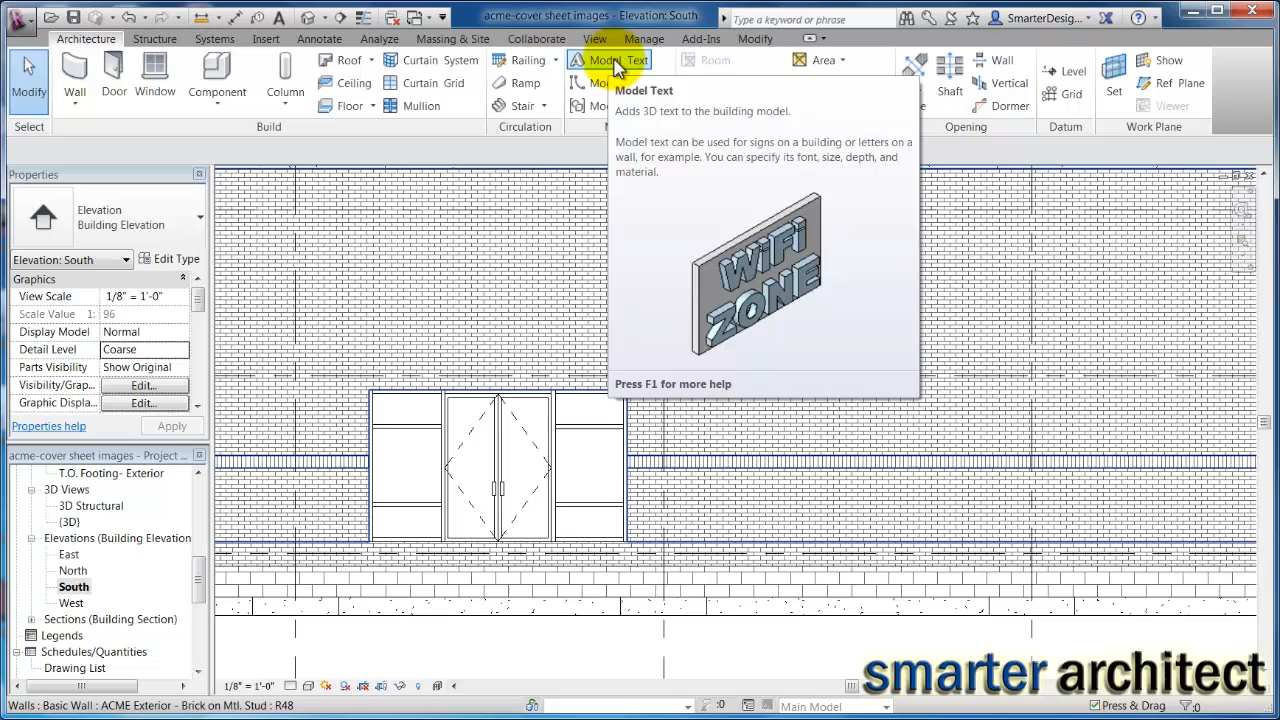 acme-cover sheet images - Elevation: South
Type a keyword or phrase
SmarterDesig...
Architecture Structure Systems Insert Annotate Analyze Massing & Site Collaborate View Manage Add-Ins Modify
Modify
Select
Wall
Door
Window
Component
Column
Roof
Ceiling
Floor
Curtain System
Curtain Grid
Mullion
Build
Railing
Ramp
Stair
Circulation
Model Text
Room
Area
Shaft
Wall
Vertical
Dormer
Opening
Level
Grid
Datum
Set
Show
Ref Plane
Viewer
Work Plane
Model Text
Adds 3D text to the building model.
Model text can be used for signs on a building or letters on a
wall, for example. You can specify its font, size, depth, and
material.
WiFi
ZONE
Press F1 for more help
Properties
Elevation
Building Elevation
Elevation: South
Edit Type
Graphics
View Scale 1/8" = 1'-0"
Scale Value 1: 96
Display Model Normal
Detail Level Coarse
Parts Visibility Show Original
Visibility/Grap... Edit...
Graphic Displa... Edit...
Properties help Apply
acme-cover sheet images - Project ...
T.O. Footing- Exterior
3D Views
3D Structural
{3D}
Elevations (Building Elevation
East
North
South
West
Sections (Building Section)
Legends
Schedules/Quantities
Drawing List
1/8" = 1'-0"
smarter architect
Walls : Basic Wall : ACME Exterior - Brick on Mtl. Stud : R48
:0
Main Model
Press & Drag
:0